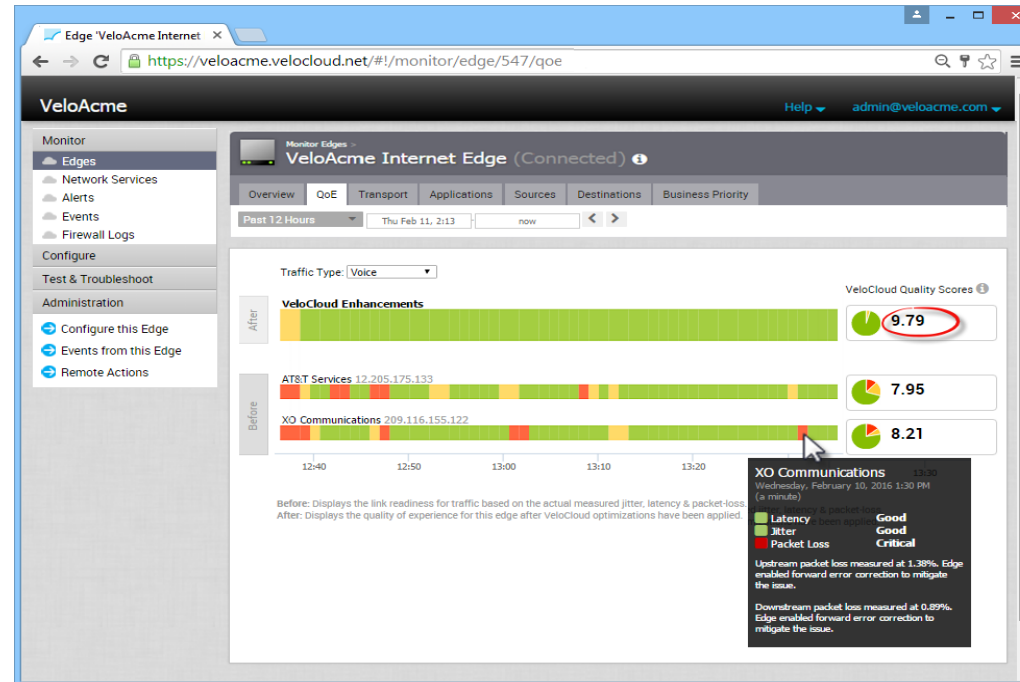 Edge 'VeloAcme Internet
https://veloacme.velocloud.net/#!/monitor/edge/547/qoe
VeloAcme
Help
admin@veloacme.com
Monitor
Edges
Network Services
Alerts
Events
Firewall Logs
Configure
Test & Troubleshoot
Administration
Configure this Edge
Events from this Edge
Remote Actions
Monitor Edges >
VeloAcme Internet Edge (Connected)
Overview QoE Transport Applications Sources Destinations Business Priority
Past 12 Hours Thu Feb 11, 2:13 now
Traffic Type: Voice
VeloCloud Quality Scores
After
VeloCloud Enhancements
9.79
Before
AT&T Services 12.205.175.133
7.95
XO Communications 209.116.155.122
8.21
12:40 12:50 13:00 13:10 13:20 13:30
Before: Displays the link readiness for traffic based on the actual measured jitter, latency & packet-loss.
After: Displays the quality of experience for this edge after VeloCloud optimizations have been applied.
XO Communications
Wednesday, February 10, 2016 1:30 PM
(a minute)
Latency Good
Jitter Good
Packet Loss Critical
Upstream packet loss measured at 1.38%. Edge
enabled forward error correction to mitigate
the issue.
Downstream packet loss measured at 0.89%.
Edge enabled forward error correction to
mitigate the issue.